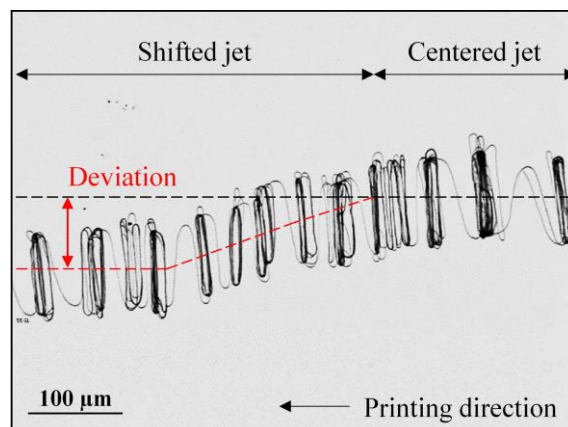 Shifted jet
Centered jet
Deviation
100 µm
Printing direction